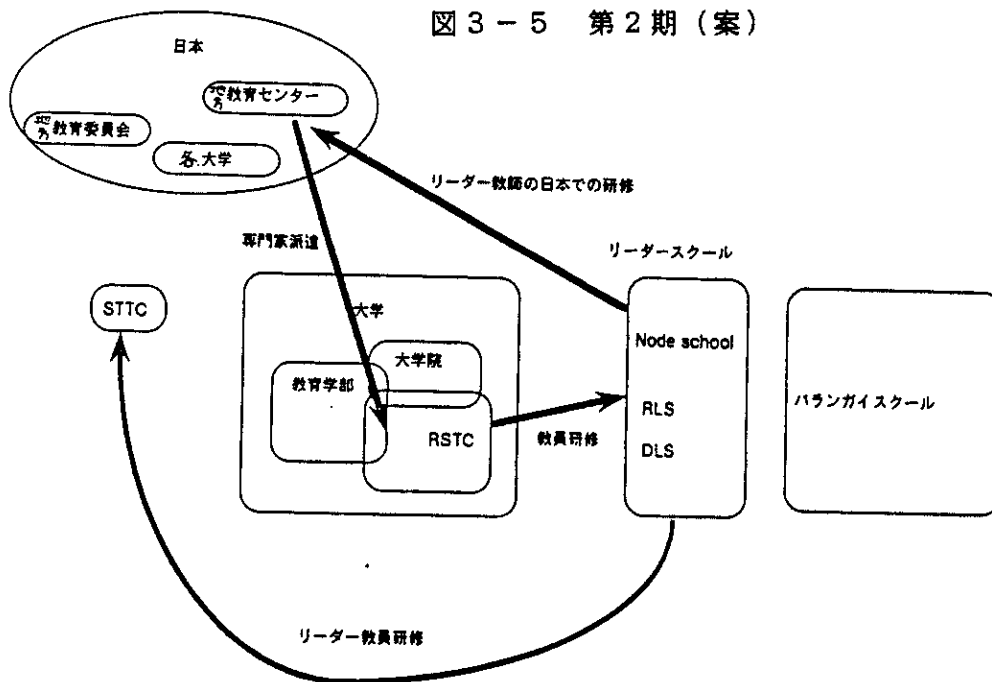 図3－5　第2期（案）
日本
地方教育センター
地方教育委員会
各大学
リーダー教師の日本での研修
専門家派遣
リーダースクール
STTC
大学
大学院
教育学部
RSTC
教員研修
Node school
RLS
DLS
バランガイスクール
リーダー教員研修